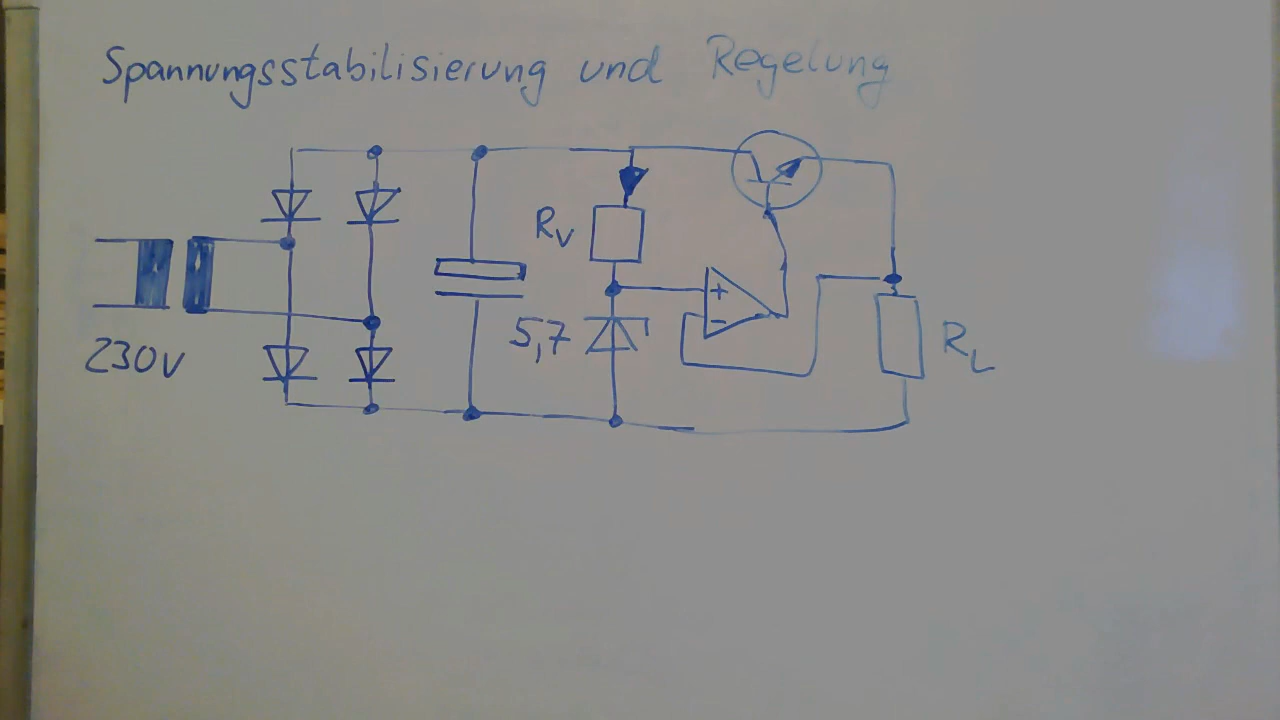 Spannungsstabilisierung und Regelung
R_V
+
-
5,7
230V
R_L